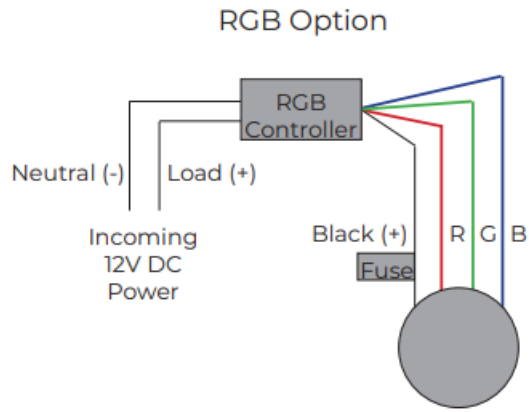 RGB Option
RGB
Controller
Neutral (-)
Load (+)
Incoming
12V DC
Power
Black (+)
R
G
B
Fuse